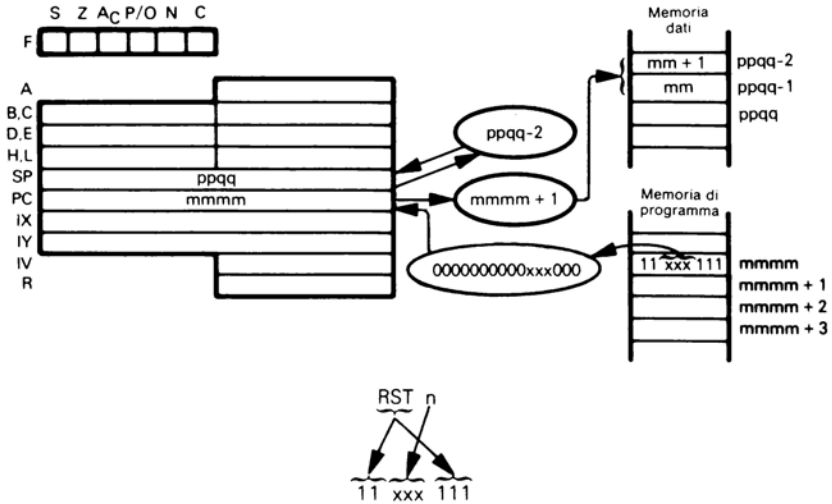 S Z AC P/O N C
F
A
B,C
D,E
H,L
SP ppqq
PC mmmm
IX
IY
IV
R
ppqq-2
mmmm + 1
0000000000xxx000
Memoria
dati
mm + 1 ppqq-2
mm ppqq-1
ppqq
Memoria di
programma
11 xxx 111 mmmm
mmmm + 1
mmmm + 2
mmmm + 3
RST n
11 xxx 111